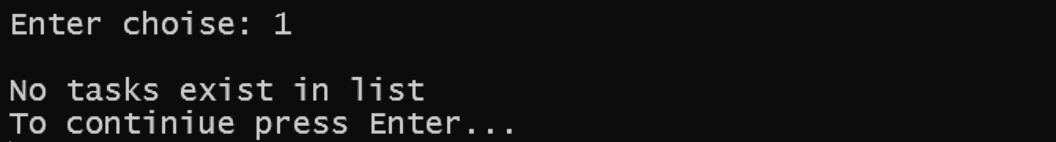 Enter choise: 1
No tasks exist in list
To continiue press Enter...